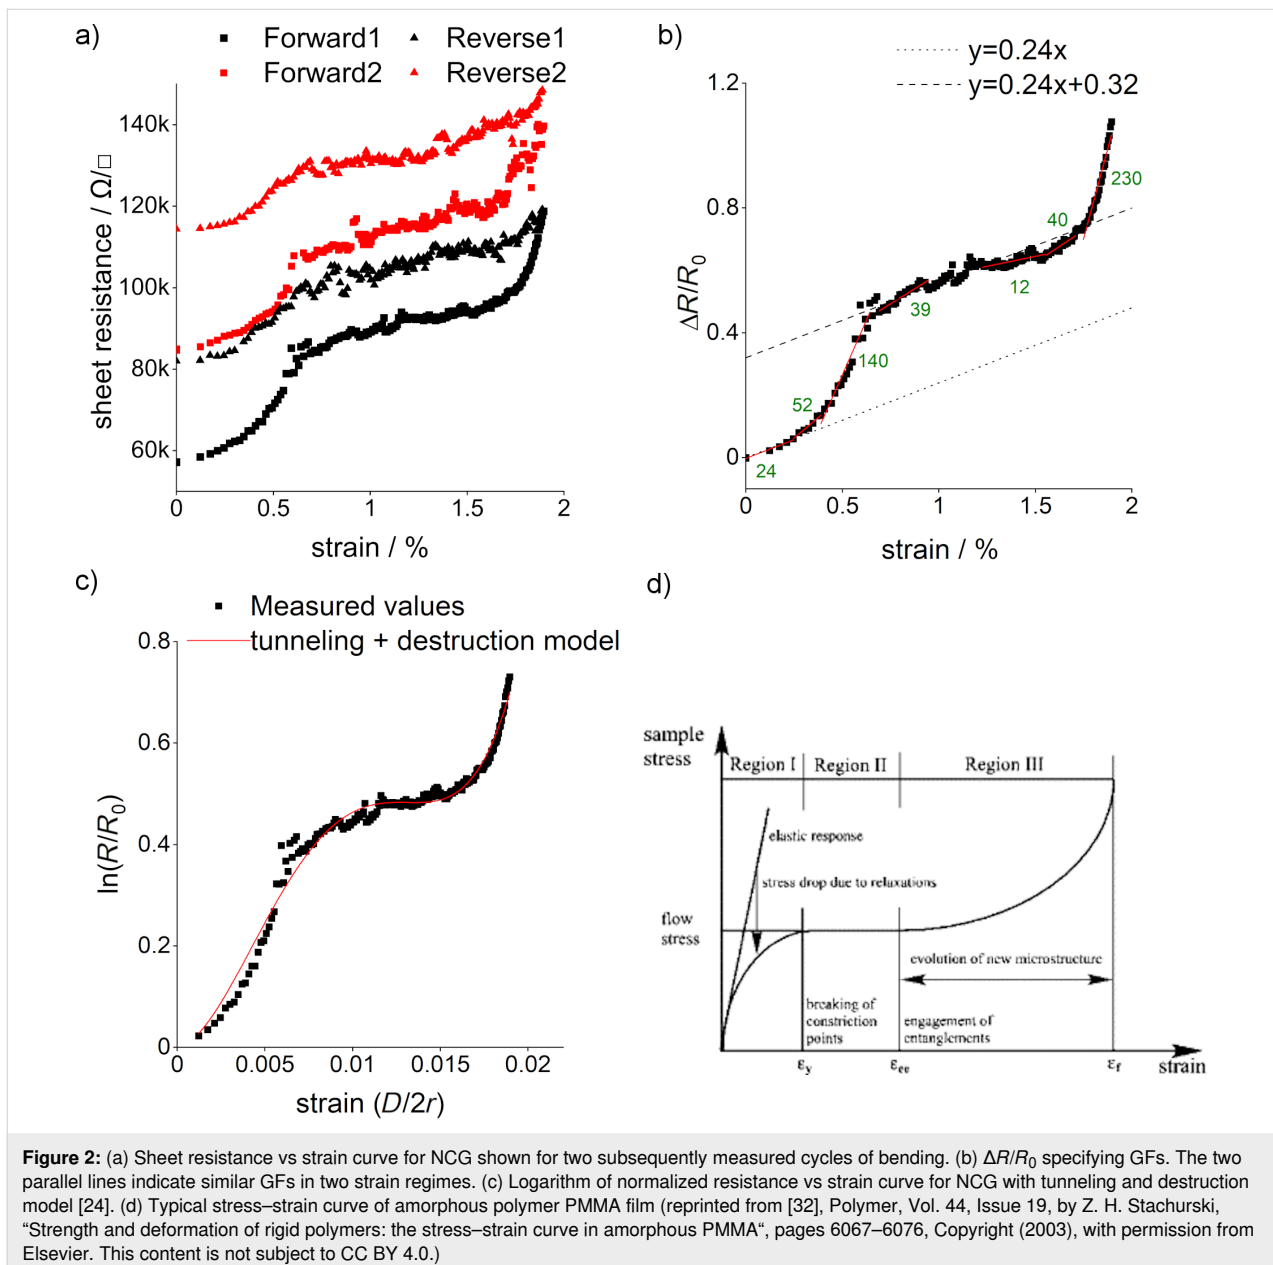 a)
Forward1
Reverse1
Forward2
Reverse2
sheet resistance / Ω/□
140k
120k
100k
80k
60k
0
0.5
1
1.5
2
strain / %
b)
y=0.24x
y=0.24x+0.32
ΔR/R0
1.2
0.8
0.4
0
230
40
12
39
140
52
24
0
0.5
1
1.5
2
strain / %
c)
Measured values
tunneling + destruction model
ln(R/R0)
0.8
0.6
0.4
0.2
0
0
0.005
0.01
0.015
0.02
strain (D/2r)
d)
sample
stress
Region I
Region II
Region III
elastic response
stress drop due to relaxations
flow
stress
evolution of new microstructure
breaking of
constriction
points
engagement of
entanglements
εy
εee
εf
strain
Figure 2: (a) Sheet resistance vs strain curve for NCG shown for two subsequently measured cycles of bending. (b) ΔR/R0 specifying GFs. The two
parallel lines indicate similar GFs in two strain regimes. (c) Logarithm of normalized resistance vs strain curve for NCG with tunneling and destruction
model [24]. (d) Typical stress–strain curve of amorphous polymer PMMA film (reprinted from [32], Polymer, Vol. 44, Issue 19, by Z. H. Stachurski,
“Strength and deformation of rigid polymers: the stress–strain curve in amorphous PMMA“, pages 6067–6076, Copyright (2003), with permission from
Elsevier. This content is not subject to CC BY 4.0.)